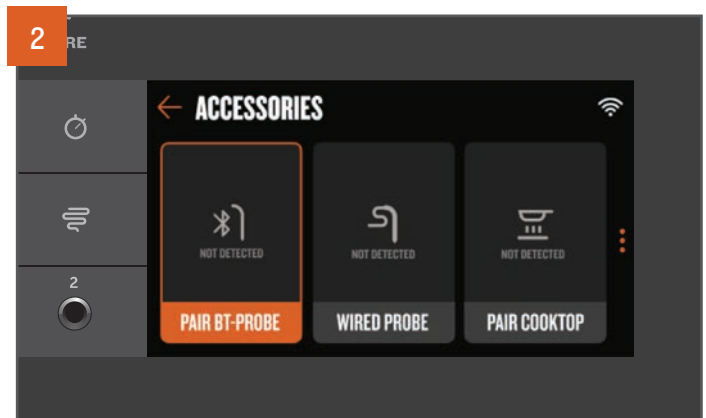 2
RE
ACCESSORIES
NOT DETECTED
NOT DETECTED
NOT DETECTED
2
PAIR BT-PROBE
WIRED PROBE
PAIR COOKTOP